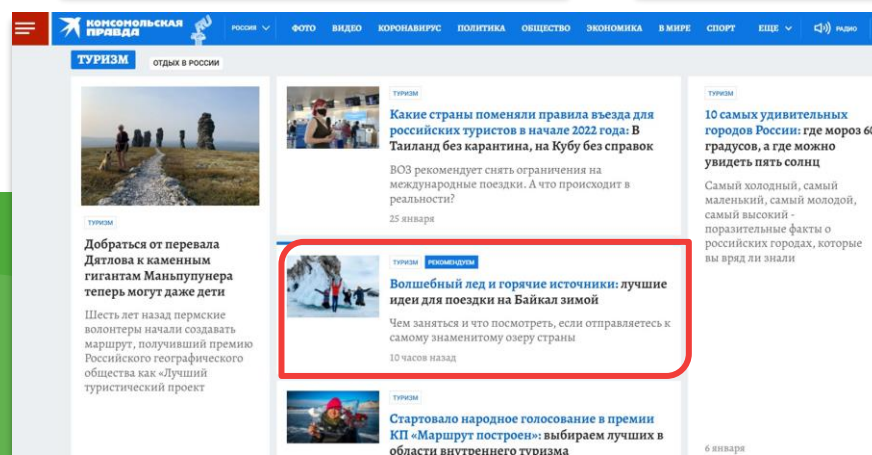 КОМСОМОЛЬСКАЯ
ПРАВДА
РОССИЯ
ФОТО
ВИДЕО
КОРОНАВИРУС
ПОЛИТИКА
ОБЩЕСТВО
ЭКОНОМИКА
В МИРЕ
СПОРТ
ЕЩЕ
РАДИО
ТУРИЗМ
ОТДЫХ В РОССИИ
ТУРИЗМ
Добраться от перевала
Дятлова к каменным
гигантам Маньпупунера
теперь могут даже дети
Шесть лет назад пермские
волонтеры начали создавать
маршрут, получивший премию
Российского географического
общества как «Лучший
туристический проект
ТУРИЗМ
Какие страны поменяли правила въезда для
российских туристов в начале 2022 года: В
Таиланд без карантина, на Кубу без справок
ВОЗ рекомендует снять ограничения на
международные поездки. А что происходит в
реальности?
25 января
ТУРИЗМ РЕКОМЕНДУЕМ
Волшебный лед и горячие источники: лучшие
идеи для поездки на Байкал зимой
Чем заняться и что посмотреть, если отправляетесь к
самому знаменитому озеру страны
10 часов назад
ТУРИЗМ
Стартовало народное голосование в премии
КП «Маршрут построен»: выбираем лучших в
области внутреннего туризма
ТУРИЗМ
10 самых удивительных
городов России: где мороз 60
градусов, а где можно
увидеть пять солнц
Самый холодный, самый
маленький, самый молодой,
самый высокий -
поразительные факты о
российских городах, которые
вы вряд ли знали
6 января